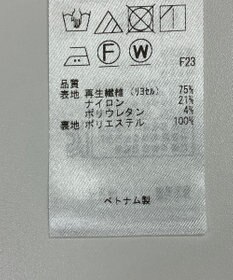 F W
F23
品質
表地 再生繊維 (リヨセル) 75%
ナイロン 21%
ポリウレタン 4%
裏地 ポリエステル 100%
ベトナム製